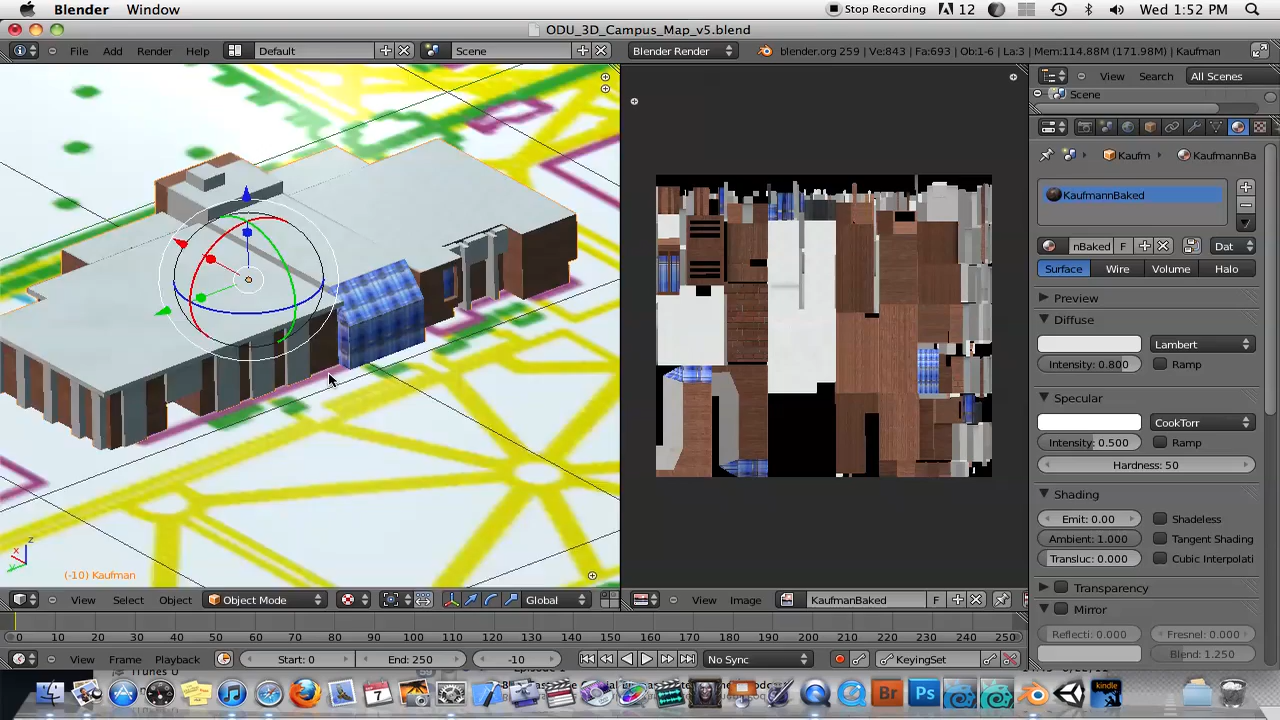 Blender Window Stop Recording 12 Wed 1:52 PM
ODU_3D_Campus_Map_v5.blend
File Add Render Help Default Scene Blender Render blender.org 259 | Ve:843 | Fa:693 | Ob:1-6 | La:3 | Mem:114.88M (171.98M) | Kaufman
View Search All Scenes
Scene
Kaufm KaufmannBa
KaufmannBaked
nBaked F Dat
Surface Wire Volume Halo
Preview
Diffuse
Lambert
Intensity: 0.800 Ramp
Specular
CookTorr
Intensity: 0.500 Ramp
Hardness: 50
Shading
Emit: 0.00 Shadeless
Ambient: 1.000 Tangent Shading
Transluc: 0.000 Cubic Interpolati
z
x
y
(-10) Kaufman
Transparency
View Select Object Object Mode Global View Image KaufmanBaked F
Mirror
0 10 20 30 40 50 60 70 80 90 100 110 120 130 140 150 160 170 180 190 200 210 220 230 240 250
Reflecti: 0.000 Fresnel: 0.000
View Frame Playback Start: 0 End: 250 -10 No Sync KeyingSet
Blend: 1.250
iTunes U
7 Br Ps kindle